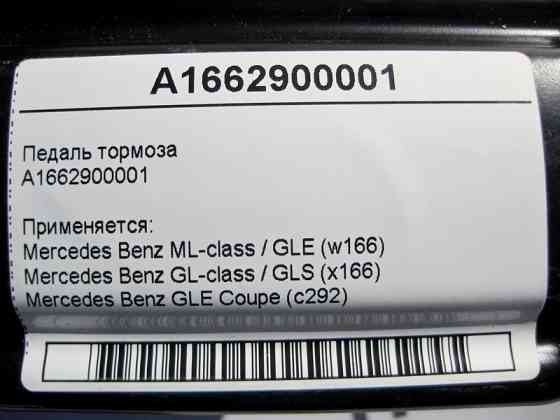 A1662900001
Педаль тормоза
A1662900001
Применяется:
Mercedes Benz ML-class / GLE (w166)
Mercedes Benz GL-class / GLS (x166)
Mercedes Benz GLE Coupe (c292)